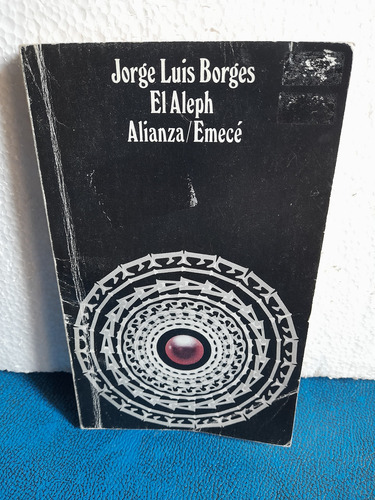 Jorge Luis Borges
El Aleph
Alianza/Emecé